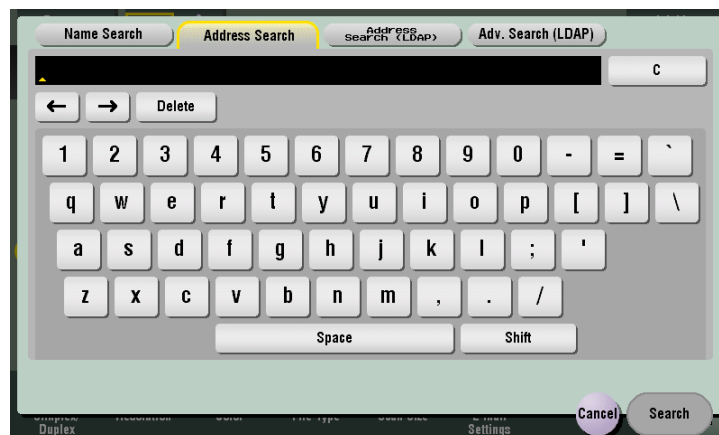 Name Search
Address Search
Address
Search (LDAP)
Adv. Search (LDAP)
C
← → Delete
1 2 3 4 5 6 7 8 9 0 - = `
q w e r t y u i o p [ ] \
a s d f g h j k l ; '
z x c v b n m , . /
Space Shift
Cancel Search
Duplex
Settings